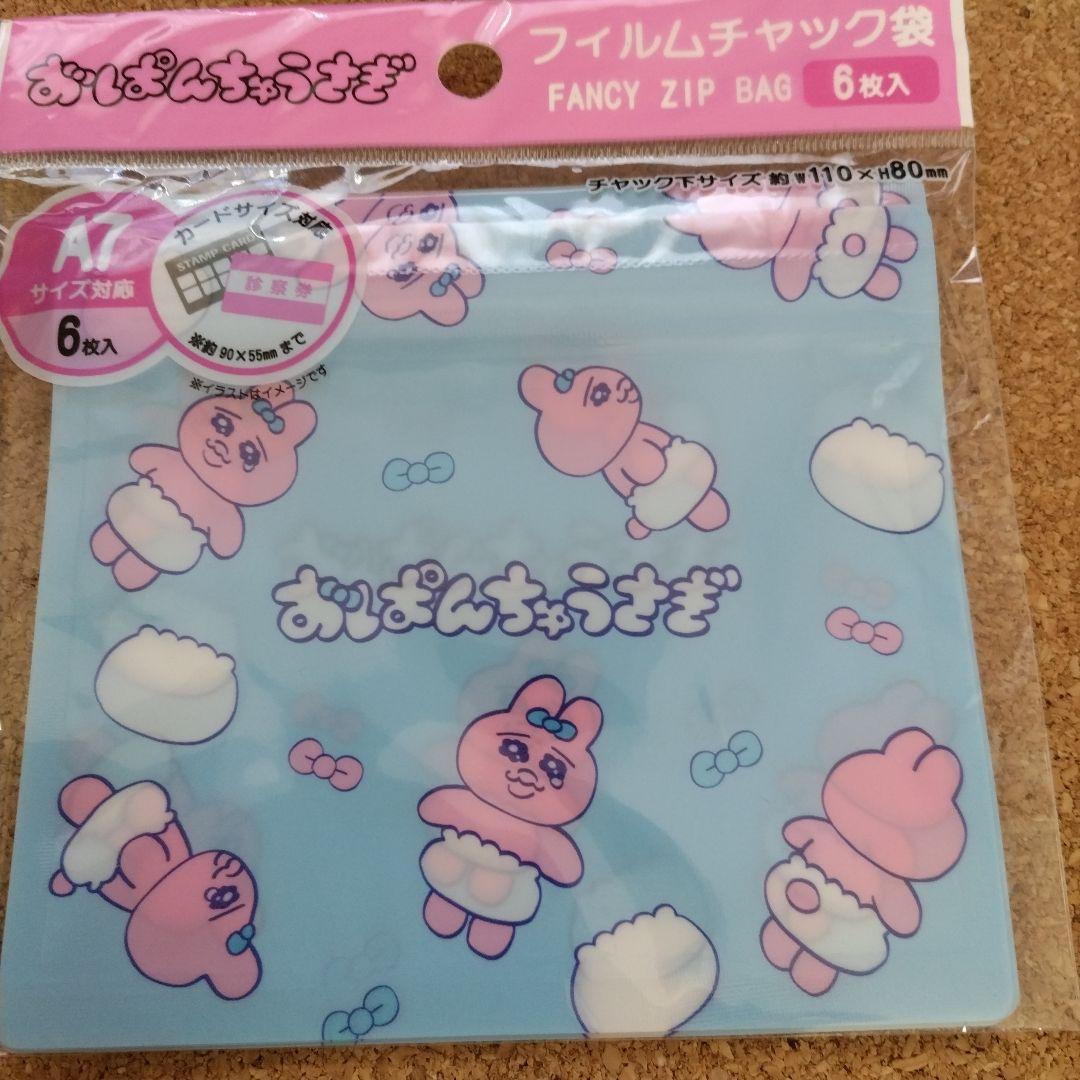 おぱんちゅうさぎ
フィルムチャック袋
FANCY ZIP BAG
6枚入
チャック下サイズ 約W110×H80mm
A7
サイズ対応
6枚入
カードサイズ対応
STAMP CARD
診察券
※約90×55mmまで
※イラストはイメージです
おぱんちゅうさぎ